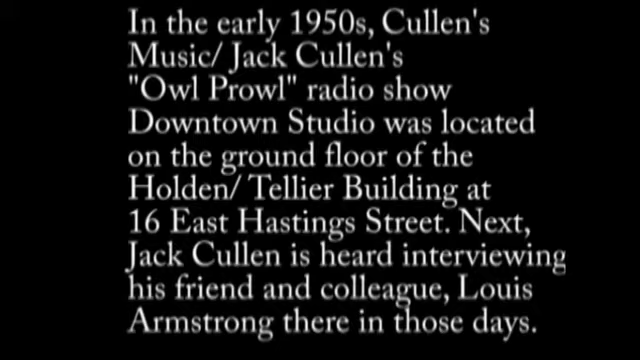 In the early 1950s, Cullen's
Music/ Jack Cullen's
"Owl Prowl" radio show
Downtown Studio was located
on the ground floor of the
Holden/ Tellier Building at
16 East Hastings Street. Next,
Jack Cullen is heard interviewing
his friend and colleague, Louis
Armstrong there in those days.